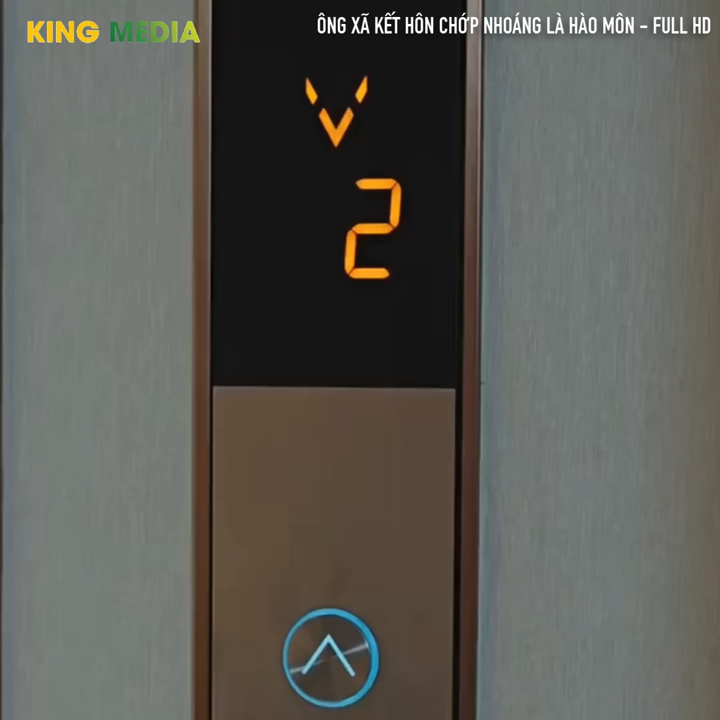 KING MEDIA
ÔNG XÃ KẾT HÔN CHỚP NHOÁNG LÀ HÀO MÔN - FULL HD
2